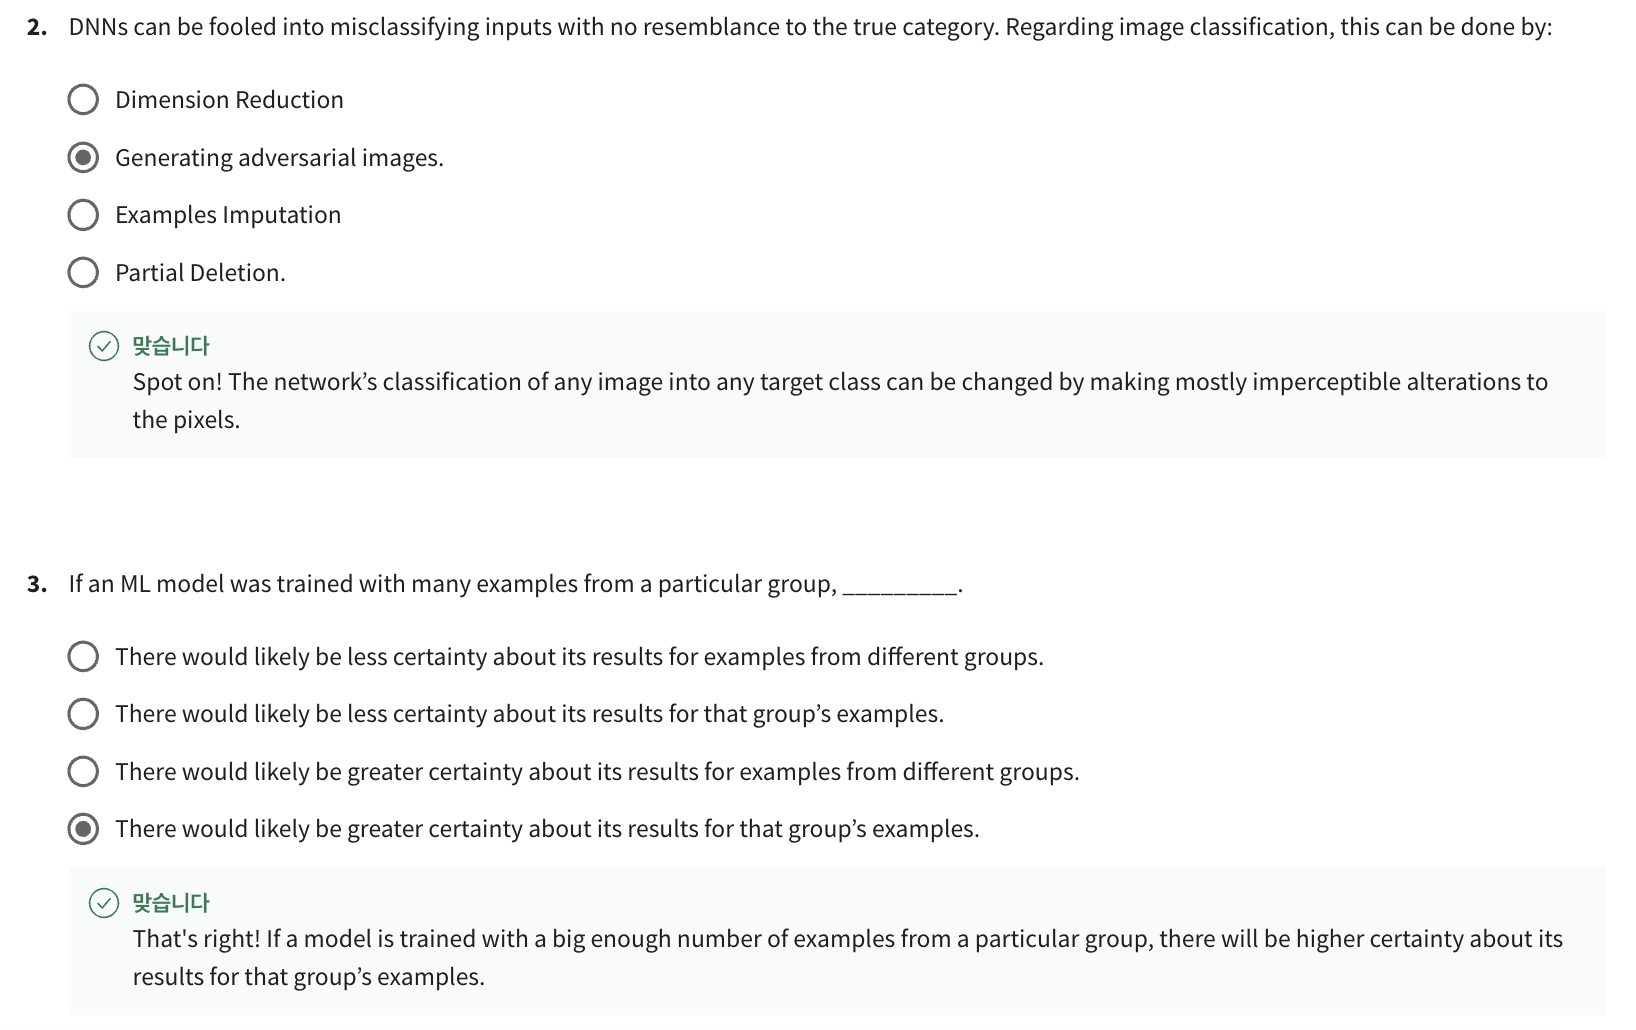 2. DNNs can be fooled into misclassifying inputs with no resemblance to the true category. Regarding image classification, this can be done by:
Dimension Reduction
Generating adversarial images.
Examples Imputation
Partial Deletion.
맞습니다
Spot on! The network’s classification of any image into any target class can be changed by making mostly imperceptible alterations to
the pixels.
3. If an ML model was trained with many examples from a particular group, _________.
There would likely be less certainty about its results for examples from different groups.
There would likely be less certainty about its results for that group’s examples.
There would likely be greater certainty about its results for examples from different groups.
There would likely be greater certainty about its results for that group’s examples.
맞습니다
That's right! If a model is trained with a big enough number of examples from a particular group, there will be higher certainty about its
results for that group’s examples.